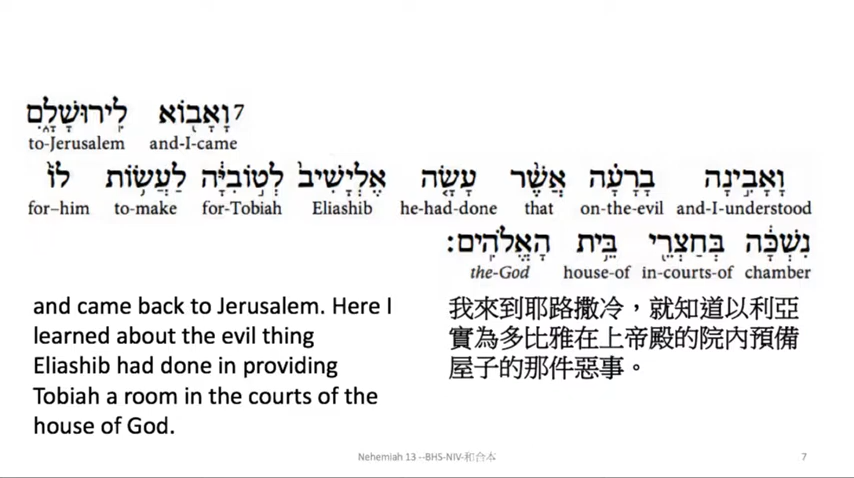 7 וָאָב֖וֹא לִֽירוּשָׁלִָ֑ם
to-Jerusalem and-I-came
וָאָבִ֣ינָה בָרָעָ֗ה אֲשֶׁ֨ר עָשָׂ֤ה אֶלְיָשִׁיב֙ לְט֣וֹבִיָּ֔ה לַעֲשׂ֥וֹת לוֹ֙
for-him to-make for-Tobiah Eliashib he-had-done that on-the-evil and-I-understood
נִשְׁכָּ֔ה בְּחַצְרֵ֖י בֵּ֥ית הָאֱלֹהִֽים׃
the-God house-of in-courts-of chamber
and came back to Jerusalem. Here I
learned about the evil thing
Eliashib had done in providing
Tobiah a room in the courts of the
house of God.
我來到耶路撒冷，就知道以利亞
實為多比雅在上帝殿的院內預備
屋子的那件惡事。
Nehemiah 13 --BHS-NIV-和合本
7